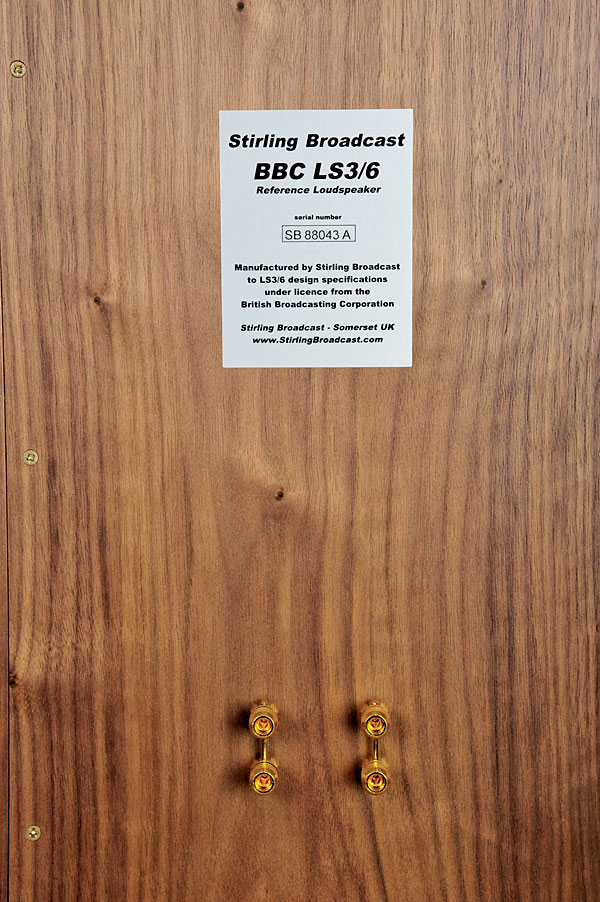 Stirling Broadcast
BBC LS3/6
Reference Loudspeaker
serial number
SB 88043 A
Manufactured by Stirling Broadcast
to LS3/6 design specifications
under licence from the
British Broadcasting Corporation
Stirling Broadcast - Somerset UK
www.StirlingBroadcast.com